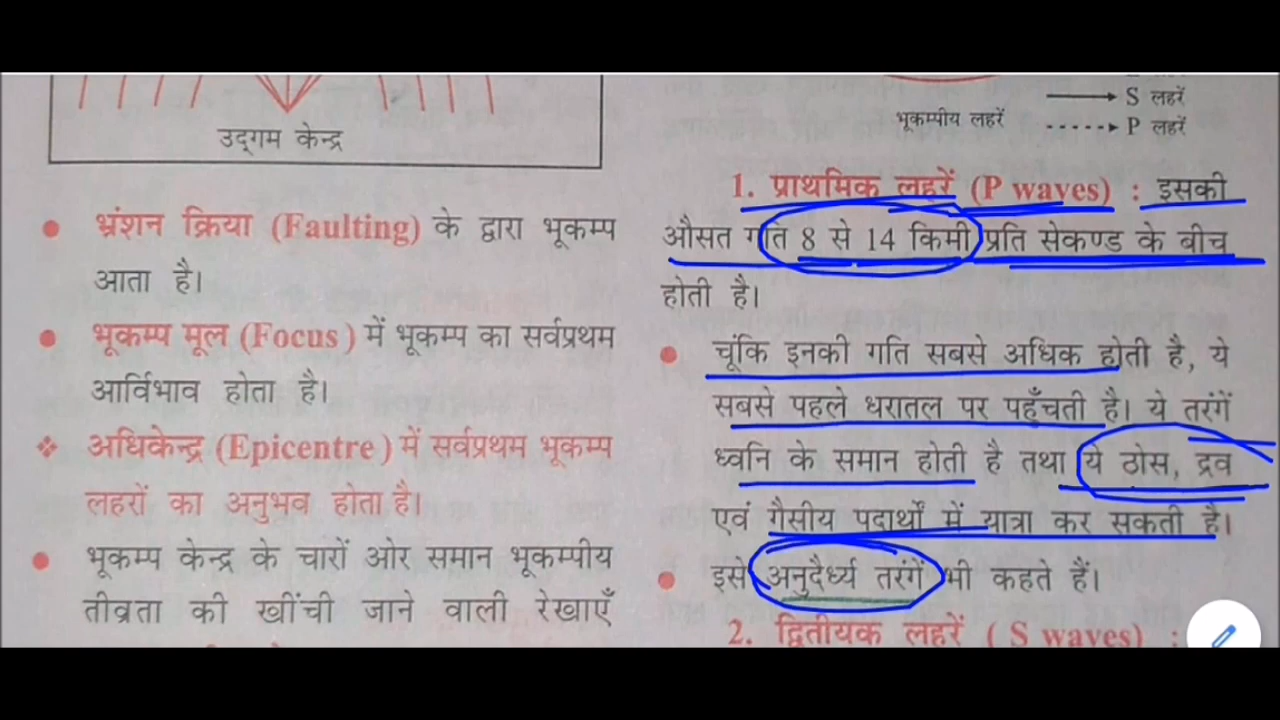 उद्गम केन्द्र
भ्रंशन क्रिया (Faulting) के द्वारा भूकम्प
आता है।
भूकम्प मूल (Focus) में भूकम्प का सर्वप्रथम
आर्विभाव होता है।
अधिकेन्द्र (Epicentre) में सर्वप्रथम भूकम्प
लहरों का अनुभव होता है।
भूकम्प केन्द्र के चारों ओर समान भूकम्पीय
तीव्रता की खींची जाने वाली रेखाएँ
S लहरें
भूकम्पीय लहरें
P लहरें
1. प्राथमिक लहरें (P waves) : इसकी
औसत गति 8 से 14 किमी प्रति सेकण्ड के बीच
होती है।
चूंकि इनकी गति सबसे अधिक होती है, ये
सबसे पहले धरातल पर पहुँचती है। ये तरंगें
ध्वनि के समान होती है तथा ये ठोस, द्रव
एवं गैसीय पदार्थों में यात्रा कर सकती है।
इसे अनुदैर्ध्य तरंगें भी कहते हैं।
2. द्वितीयक लहरें ( S waves) :